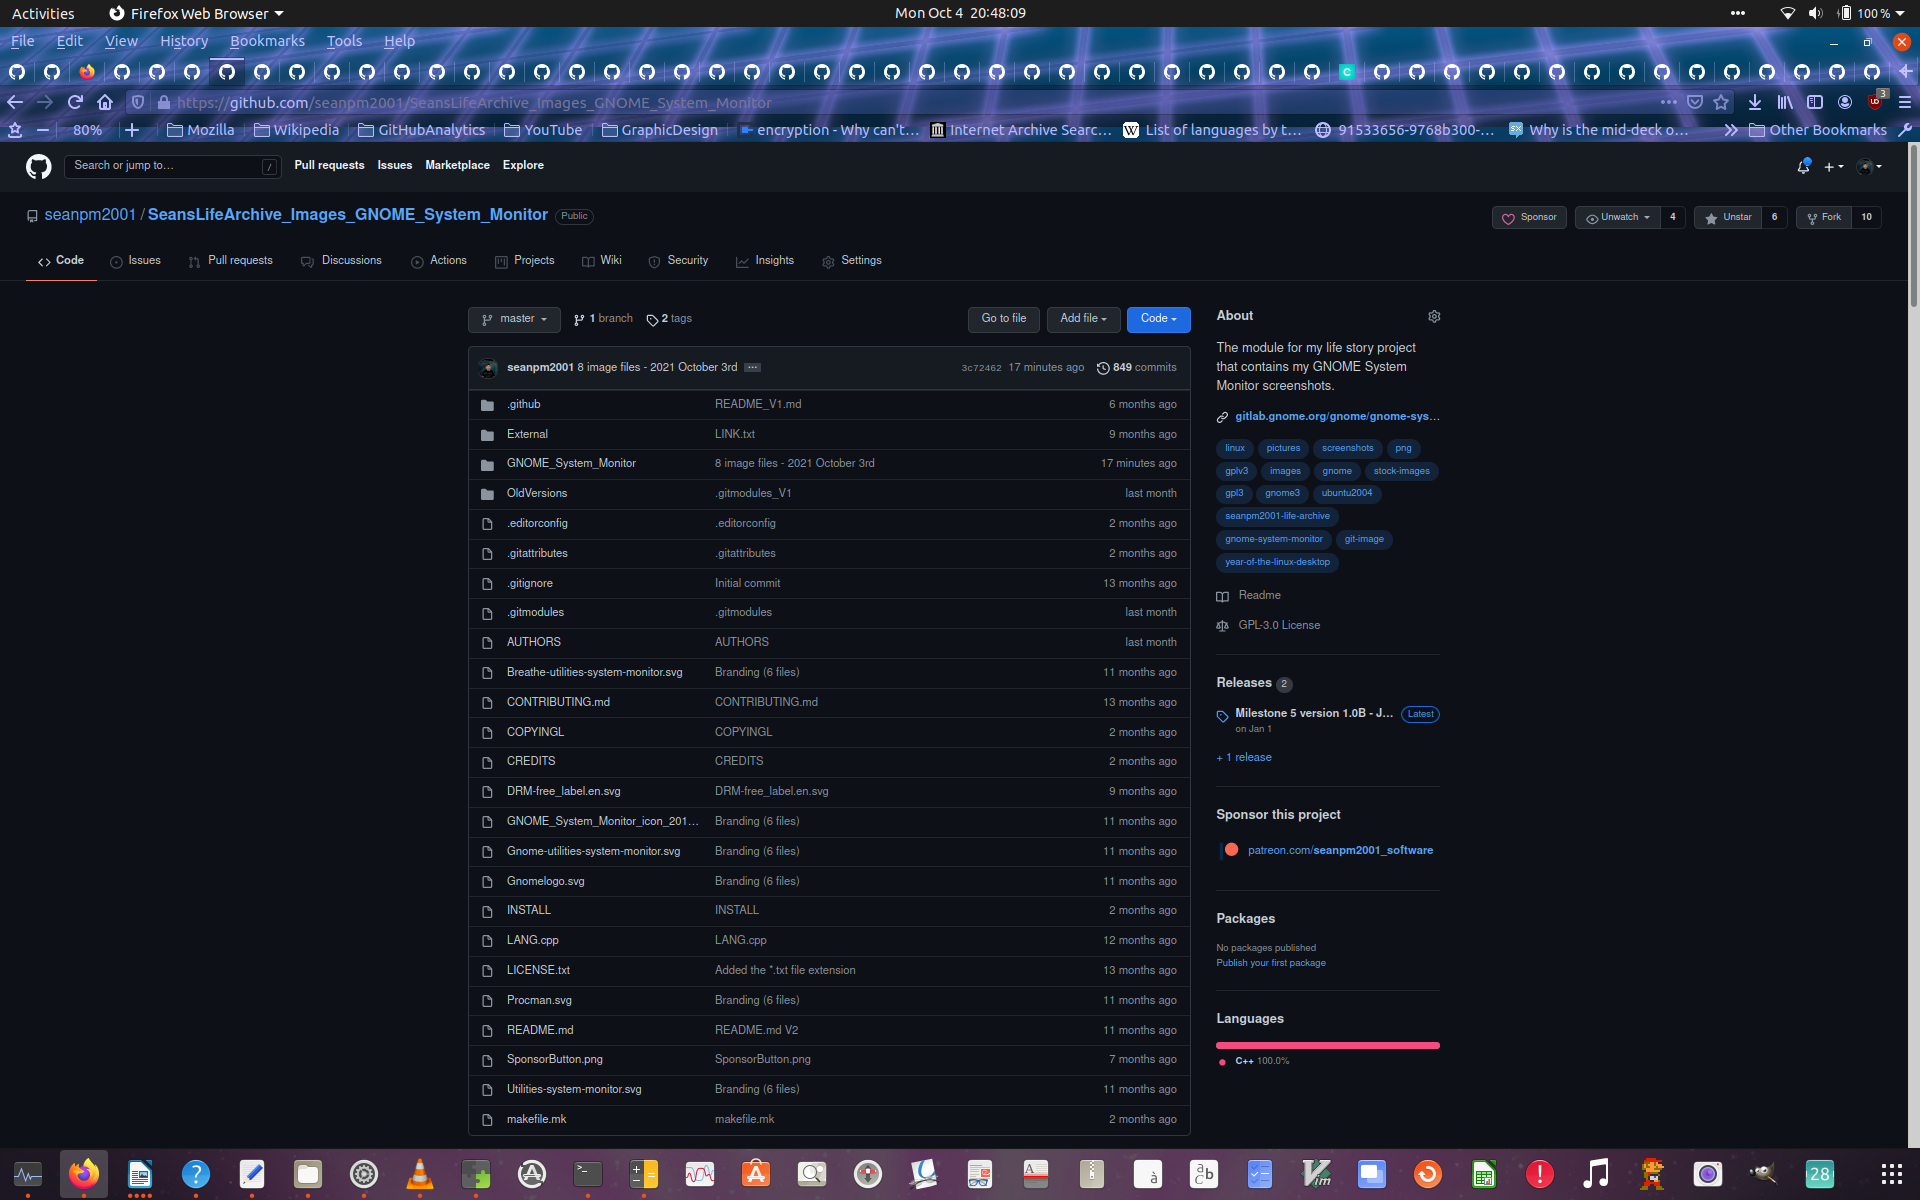 Activities Firefox Web Browser Mon Oct 4 20:48:09 100 %
File Edit View History Bookmarks Tools Help
https://github.com/seanpm2001/SeansLifeArchive_Images_GNOME_System_Monitor 3
80% Mozilla Wikipedia GitHubAnalytics YouTube GraphicDesign encryption - Why can't… Internet Archive Searc… List of languages by t… 91533656-9768b300-… Why is the mid-deck o… Other Bookmarks
Search or jump to… / Pull requests Issues Marketplace Explore
seanpm2001 / SeansLifeArchive_Images_GNOME_System_Monitor Public Sponsor Unwatch 4 Unstar 6 Fork 10
Code Issues Pull requests Discussions Actions Projects Wiki Security Insights Settings
master 1 branch 2 tags Go to file Add file Code
seanpm2001 8 image files - 2021 October 3rd 3c72462 17 minutes ago 849 commits
.github README_V1.md 6 months ago
External LINK.txt 9 months ago
GNOME_System_Monitor 8 image files - 2021 October 3rd 17 minutes ago
OldVersions .gitmodules_V1 last month
.editorconfig .editorconfig 2 months ago
.gitattributes .gitattributes 2 months ago
.gitignore Initial commit 13 months ago
.gitmodules .gitmodules last month
AUTHORS AUTHORS last month
Breathe-utilities-system-monitor.svg Branding (6 files) 11 months ago
CONTRIBUTING.md CONTRIBUTING.md 13 months ago
COPYINGL COPYINGL 2 months ago
CREDITS CREDITS 2 months ago
DRM-free_label.en.svg DRM-free_label.en.svg 9 months ago
GNOME_System_Monitor_icon_201… Branding (6 files) 11 months ago
Gnome-utilities-system-monitor.svg Branding (6 files) 11 months ago
Gnomelogo.svg Branding (6 files) 11 months ago
INSTALL INSTALL 2 months ago
LANG.cpp LANG.cpp 12 months ago
LICENSE.txt Added the *.txt file extension 13 months ago
Procman.svg Branding (6 files) 11 months ago
README.md README.md V2 11 months ago
SponsorButton.png SponsorButton.png 7 months ago
Utilities-system-monitor.svg Branding (6 files) 11 months ago
makefile.mk makefile.mk 2 months ago
About
The module for my life story project
that contains my GNOME System
Monitor screenshots.
gitlab.gnome.org/gnome/gnome-sys…
linux pictures screenshots png
gplv3 images gnome stock-images
gpl3 gnome3 ubuntu2004
seanpm2001-life-archive
gnome-system-monitor git-image
year-of-the-linux-desktop
Readme
GPL-3.0 License
Releases 2
Milestone 5 version 1.0B - J… Latest
on Jan 1
+ 1 release
Sponsor this project
patreon.com/seanpm2001_software
Packages
No packages published
Publish your first package
Languages
C++ 100.0%
28